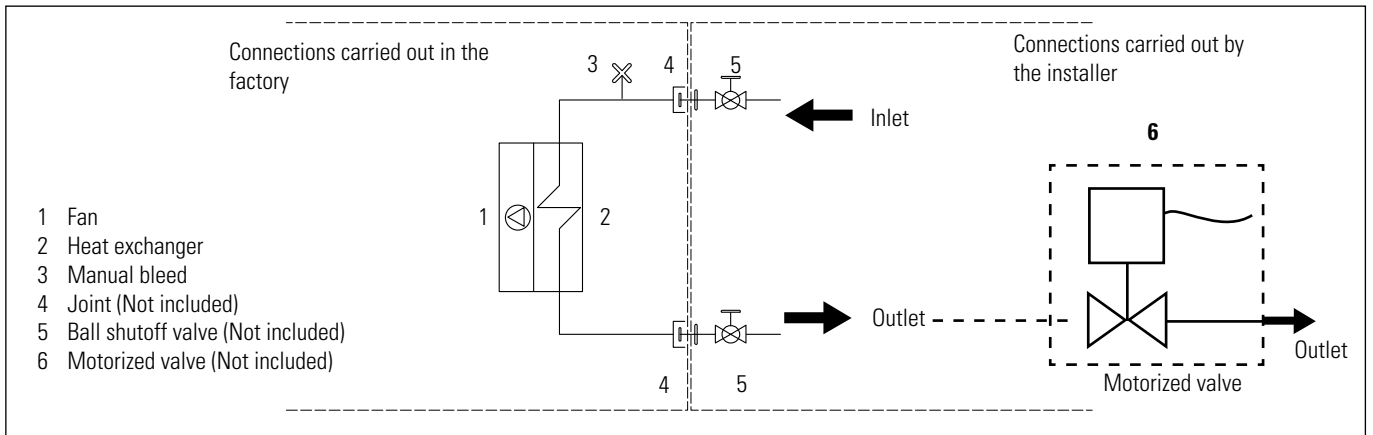 Connections carried out in the
factory
3
4
5
Connections carried out by
the installer
Inlet
6
1
2
1 Fan
2 Heat exchanger
3 Manual bleed
4 Joint (Not included)
5 Ball shutoff valve (Not included)
6 Motorized valve (Not included)
Outlet
Outlet
Motorized valve
4
5